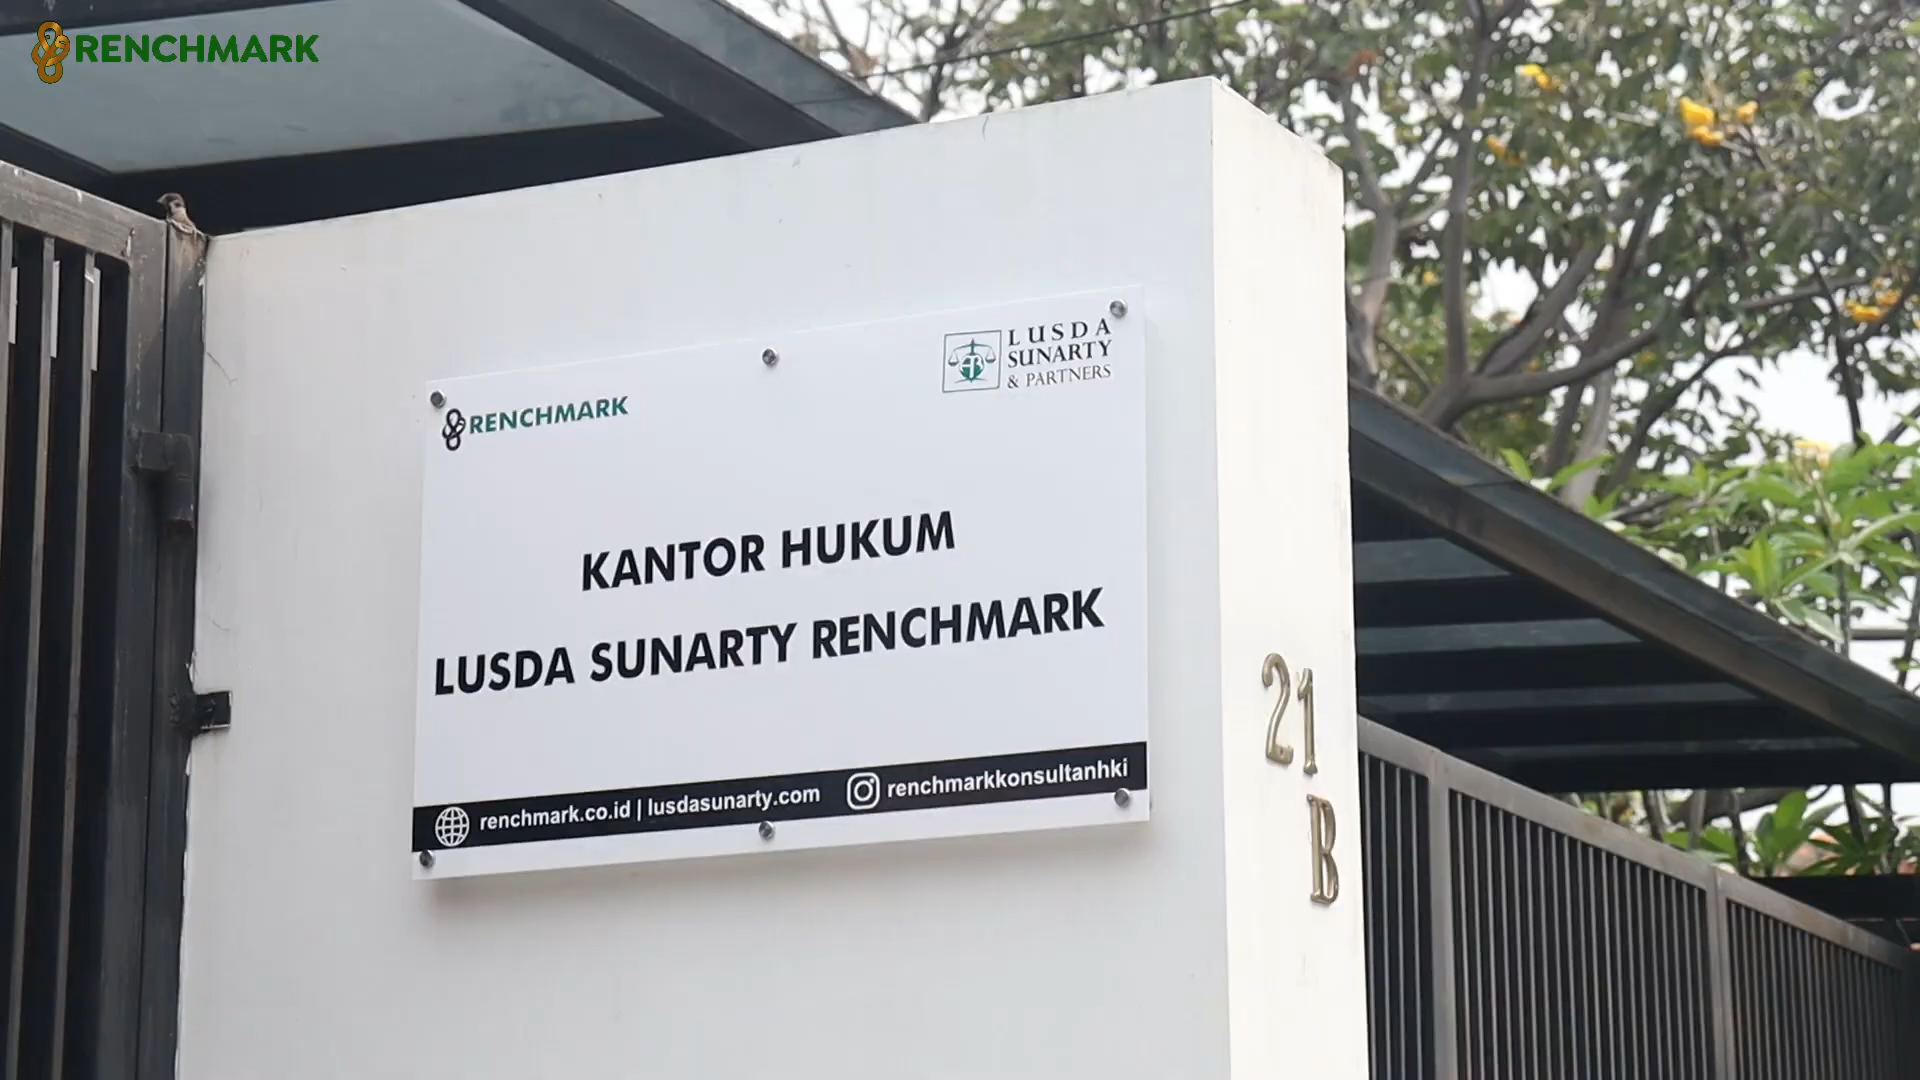 RENCHMARK
RENCHMARK
LUSDA
SUNARTY
& PARTNERS
KANTOR HUKUM
LUSDA SUNARTY RENCHMARK
renchmark.co.id | lusdasunarty.com renchmarkkonsultanhki
21
B